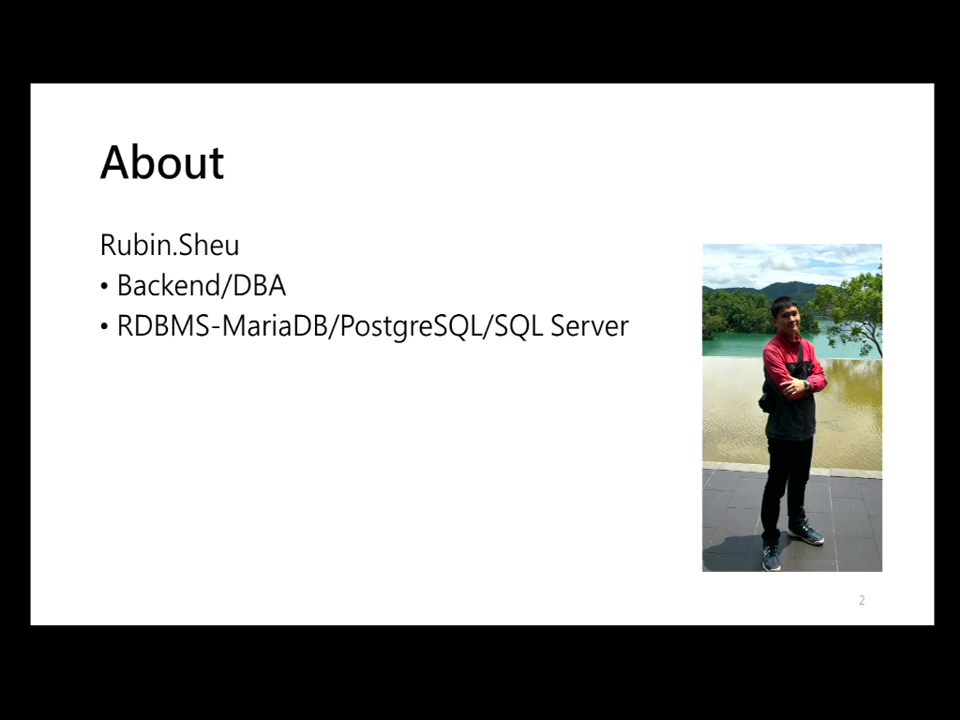 About
Rubin.Sheu
• Backend/DBA
• RDBMS-MariaDB/PostgreSQL/SQL Server
2